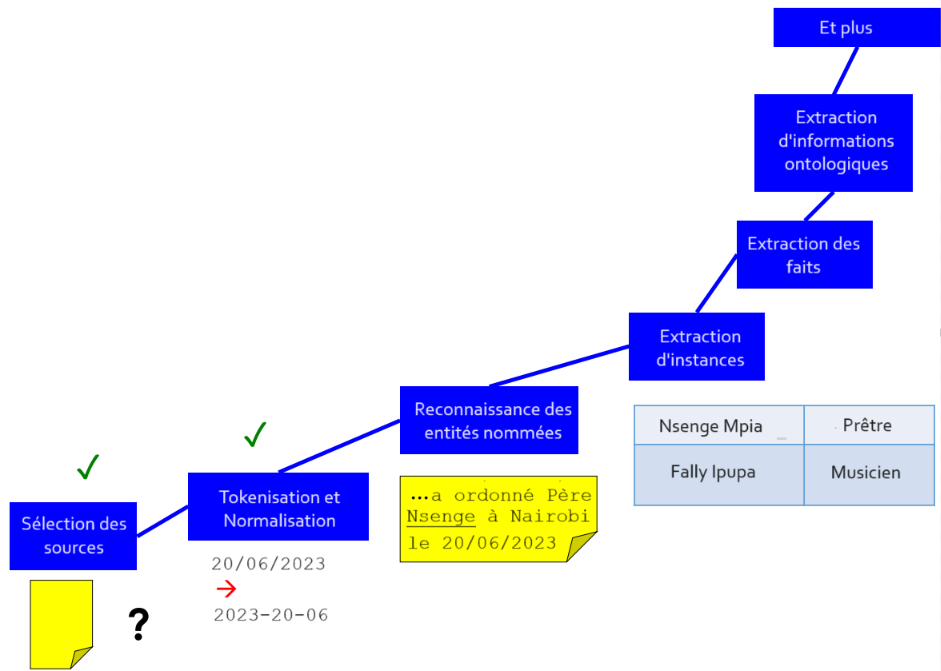 Et plus
Extraction
d'informations
ontologiques
Extraction des
faits
Extraction
d'instances
Nsenge Mpia _ Prêtre
Fally Ipupa Musicien
Reconnaissance des
entités nommées
...a ordonné Père
Nsenge à Nairobi
le 20/06/2023
✓
Tokenisation et
Normalisation
20/06/2023
→
2023-20-06
✓
Sélection des
sources
?